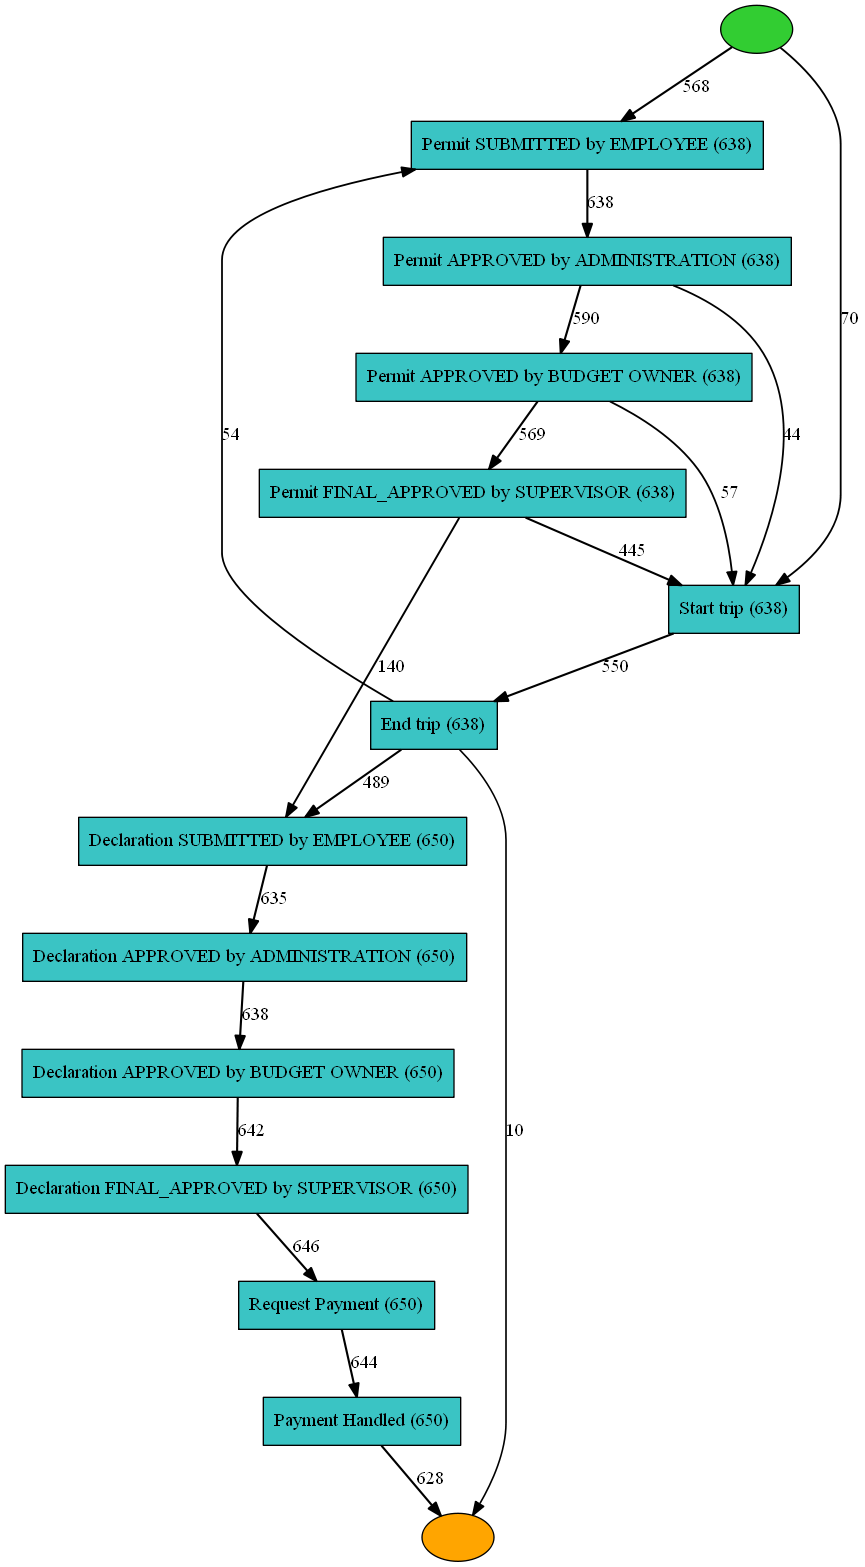 568
Permit SUBMITTED by EMPLOYEE (638)
638
Permit APPROVED by ADMINISTRATION (638)
590
70
Permit APPROVED by BUDGET OWNER (638)
54
569
44
Permit FINAL_APPROVED by SUPERVISOR (638)
57
445
Start trip (638)
140
550
End trip (638)
489
Declaration SUBMITTED by EMPLOYEE (650)
635
Declaration APPROVED by ADMINISTRATION (650)
638
Declaration APPROVED by BUDGET OWNER (650)
642
10
Declaration FINAL_APPROVED by SUPERVISOR (650)
646
Request Payment (650)
644
Payment Handled (650)
628